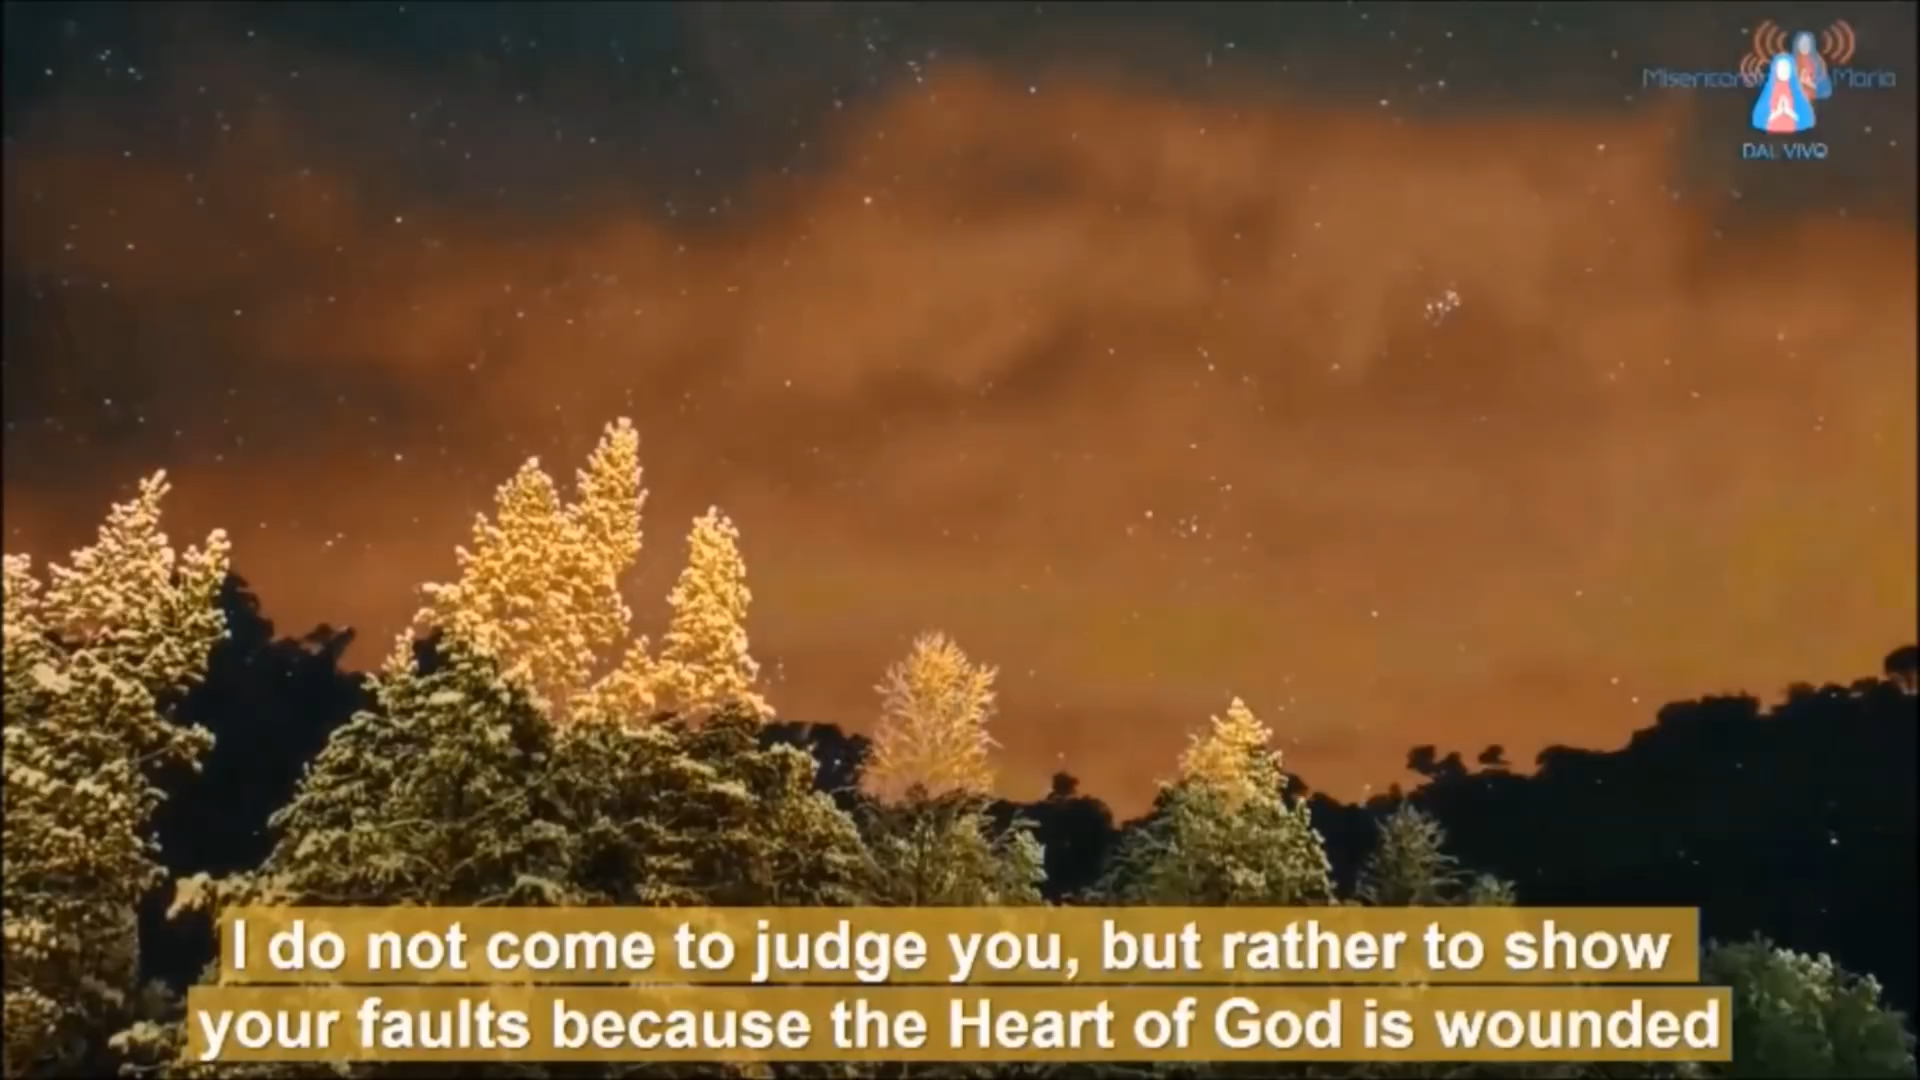 Maria
DAL VIVO
I do not come to judge you, but rather to show
your faults because the Heart of God is wounded